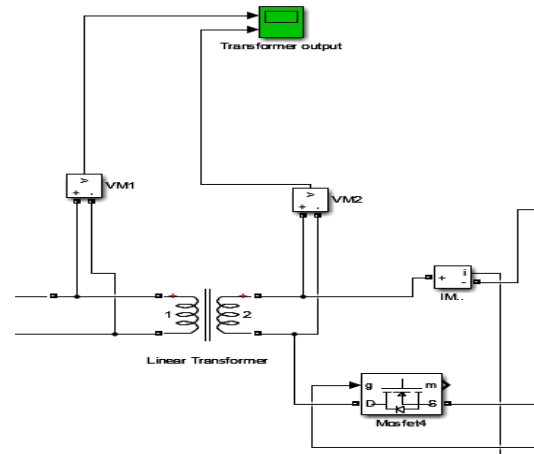 Transformer output
v
+ -
VM1
v
+ -
VM2
+ i
-
IM..
+ +
1 2
Linear Transformer
g m
D S
Mosfet4